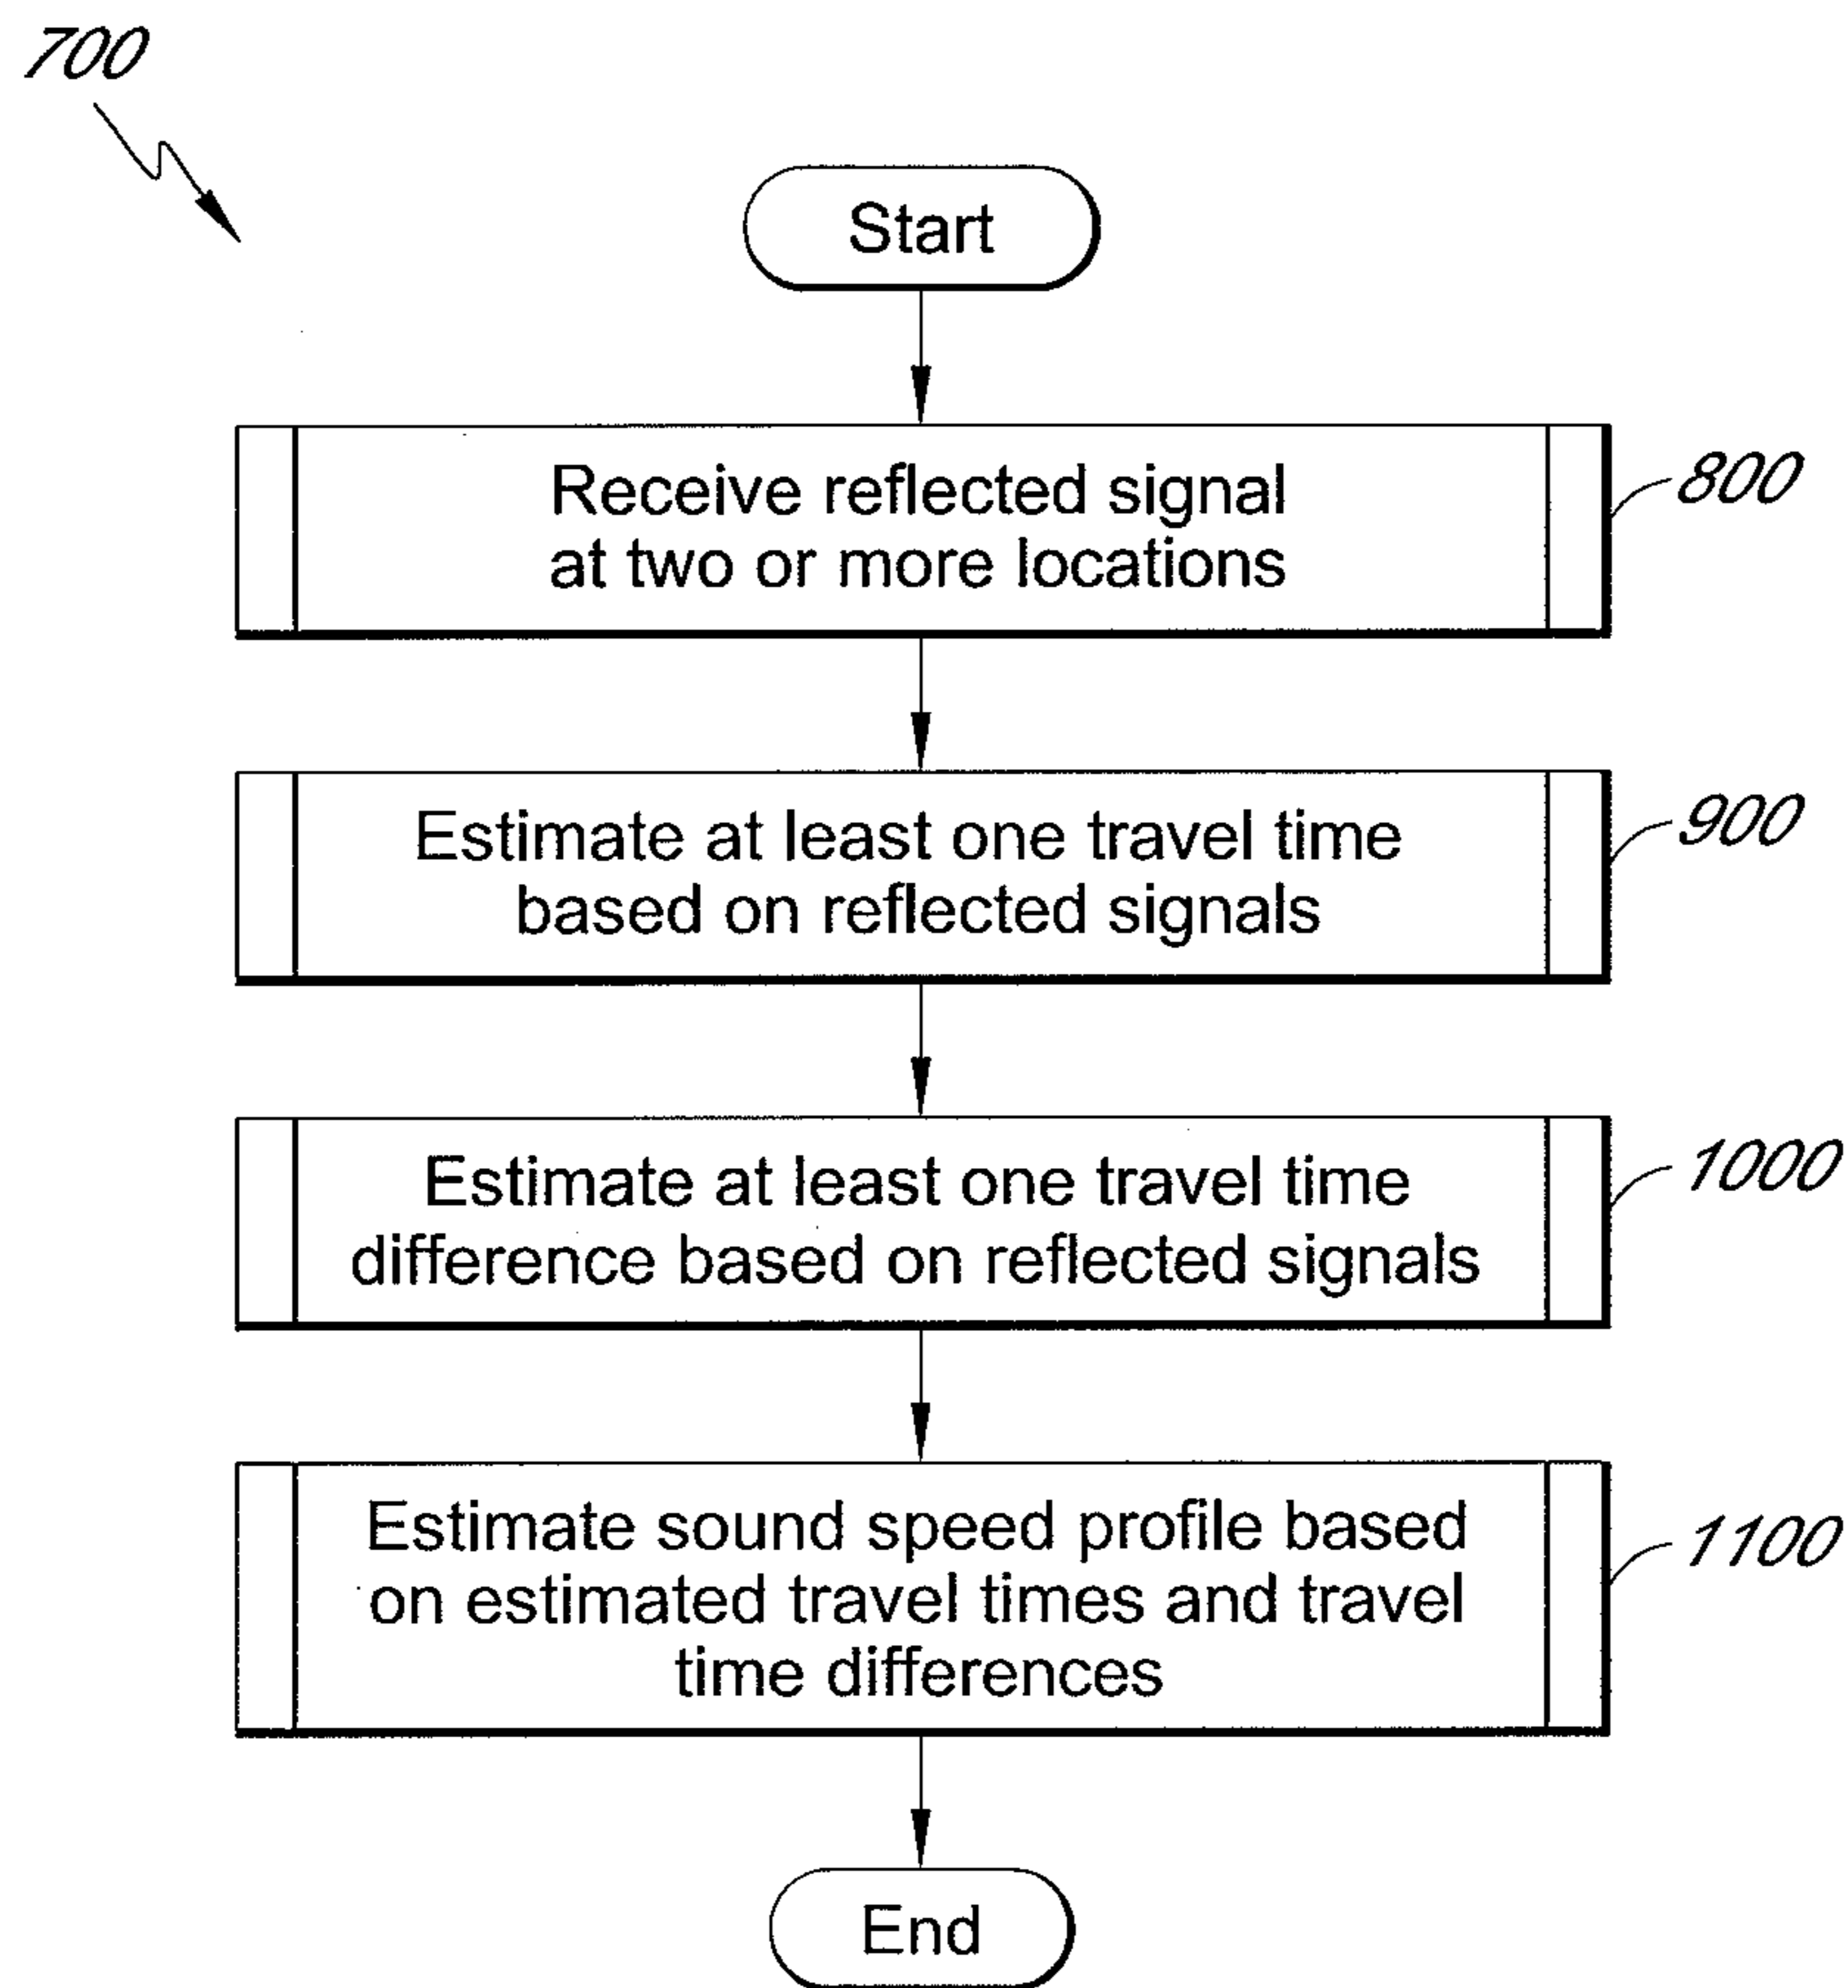 700
Start
Receive reflected signal
at two or more locations
800
Estimate at least one travel time
based on reflected signals
900
Estimate at least one travel time
difference based on reflected signals
1000
Estimate sound speed profile based
on estimated travel times and travel
time differences
1100
End